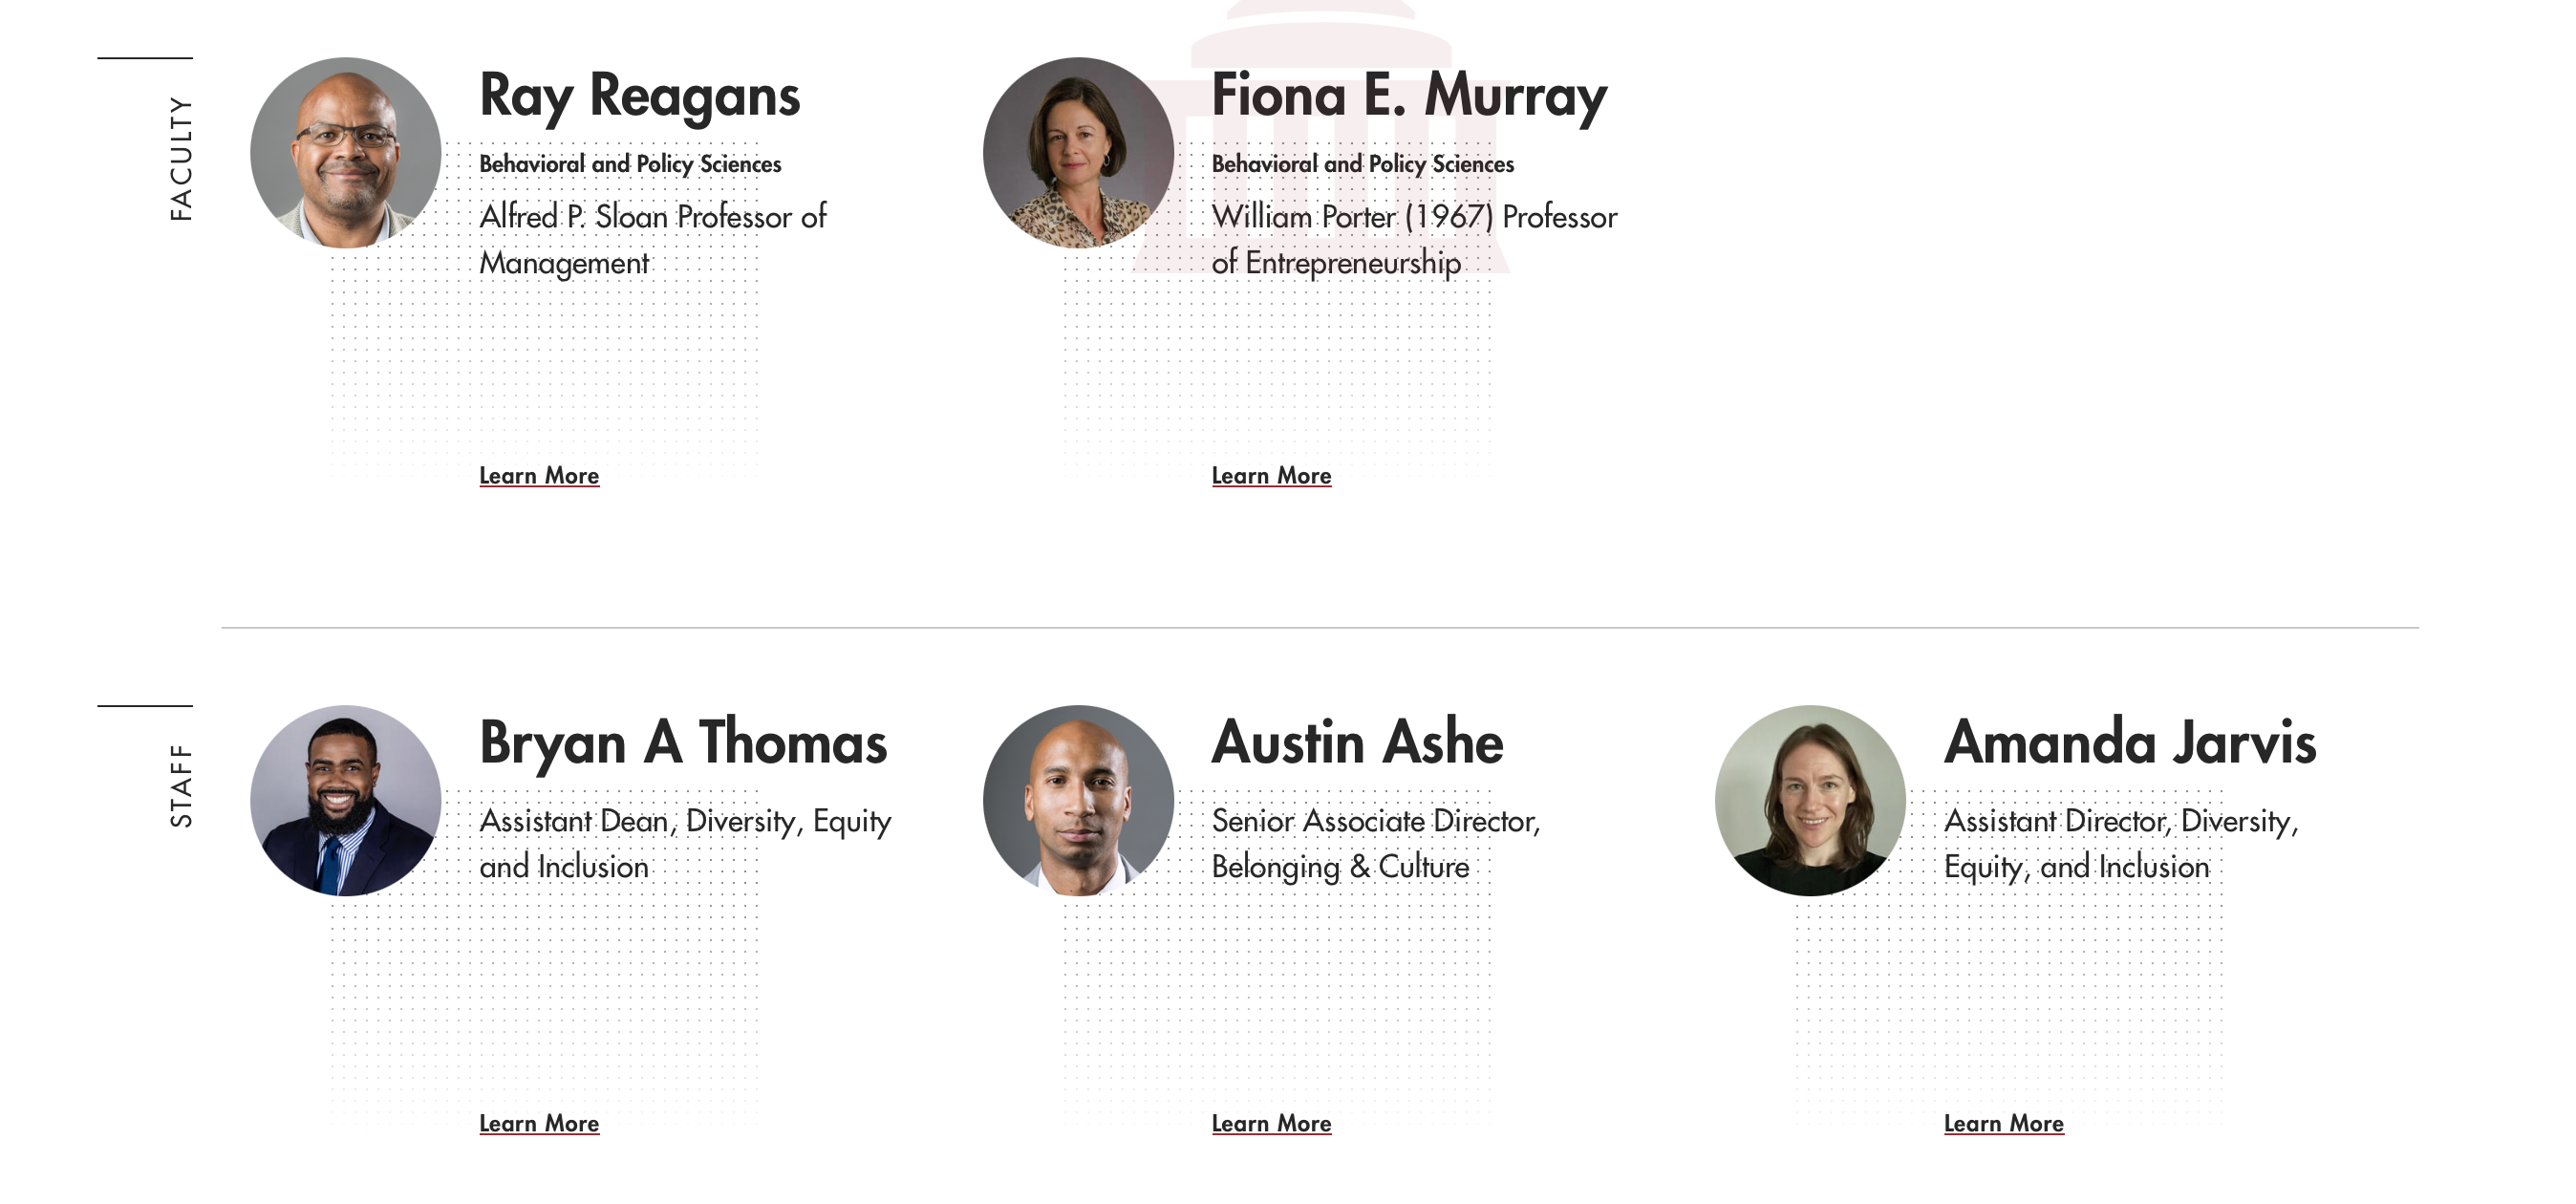 FACULTY
Ray Reagans
Behavioral and Policy Sciences
Alfred P. Sloan Professor of
Management
Learn More
Fiona E. Murray
Behavioral and Policy Sciences
William Porter (1967) Professor
of Entrepreneurship
Learn More
STAFF
Bryan A Thomas
Assistant Dean, Diversity, Equity
and Inclusion
Learn More
Austin Ashe
Senior Associate Director,
Belonging & Culture
Learn More
Amanda Jarvis
Assistant Director, Diversity,
Equity, and Inclusion
Learn More